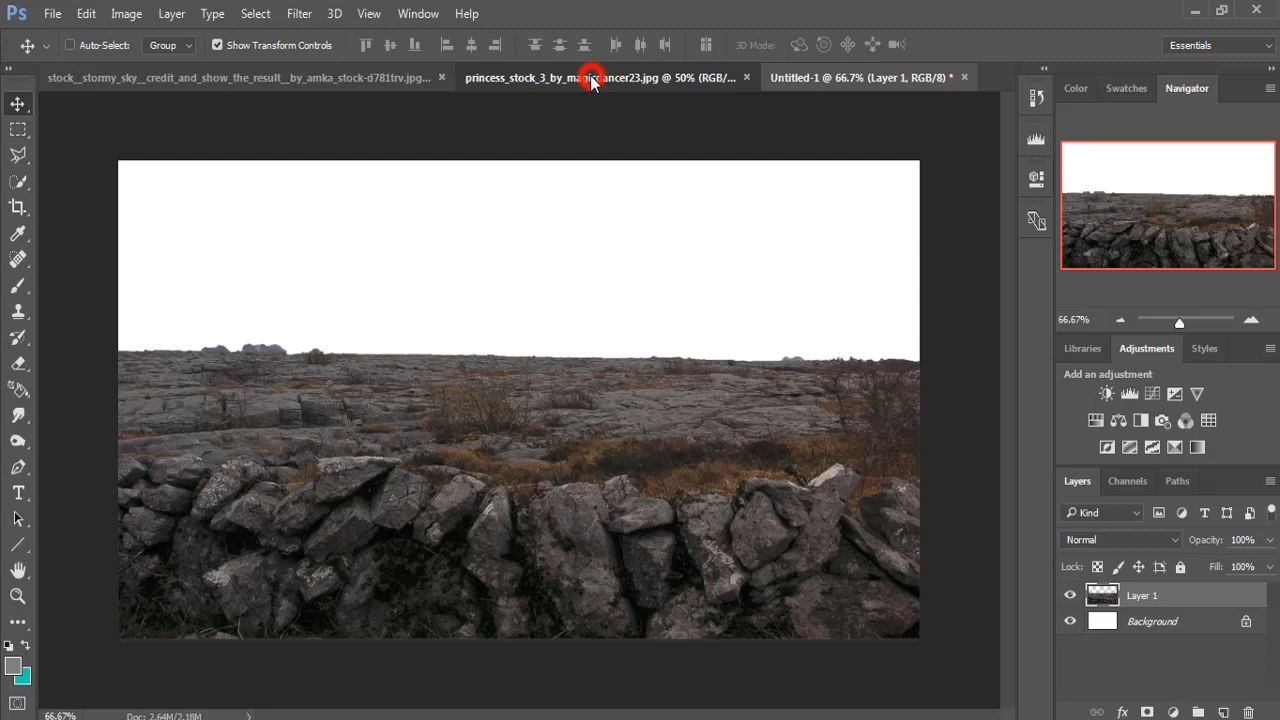 Ps File Edit Image Layer Type Select Filter 3D View Window Help
Auto-Select: Group Show Transform Controls 3D Mode: Essentials
stock_stormy_sky__credit_and_show_the_result__by_amka_stock-d781trv.jpg... × princess_stock_3_by_magicdancer23.jpg @ 50% (RGB/... × Untitled-1 @ 66.7% (Layer 1, RGB/8) * ×
Color Swatches Navigator
66.67%
Libraries Adjustments Styles
Add an adjustment
Layers Channels Paths
Kind
Normal Opacity: 100%
Lock: Fill: 100%
Layer 1
Background
66.67% Doc: 2.64M/2.18M
fx